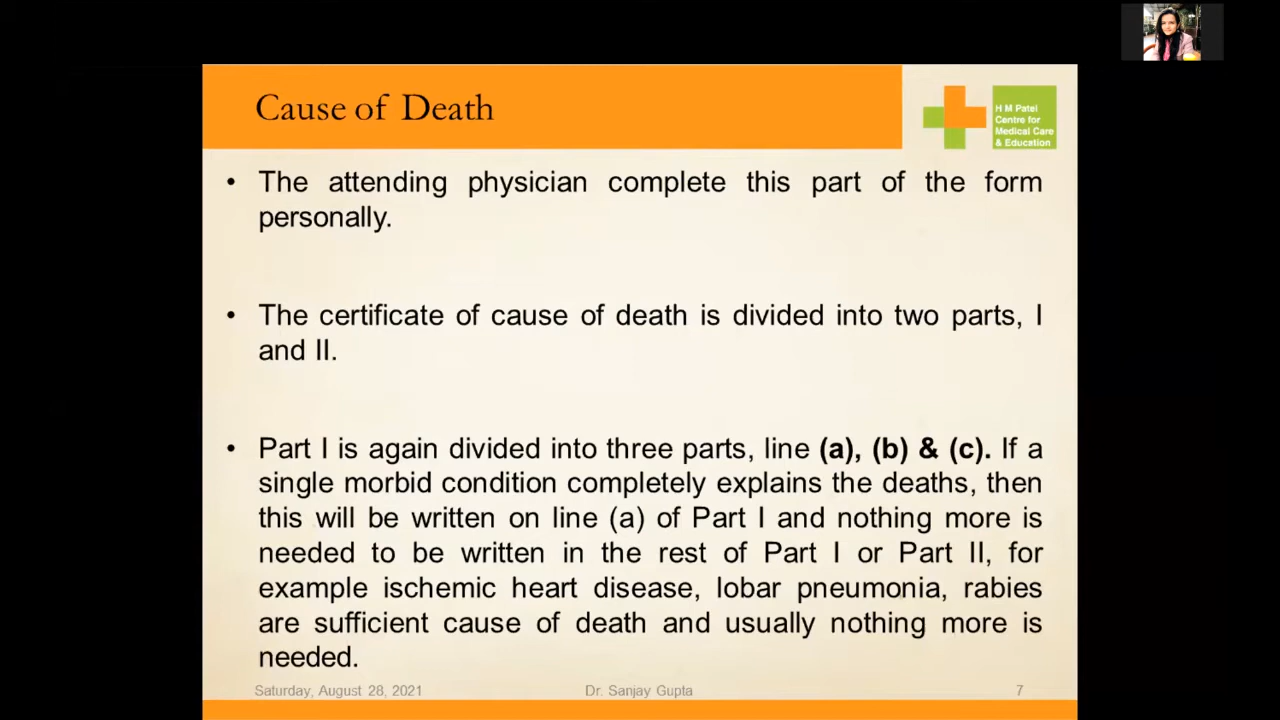 Cause of Death
H M Patel
Centre for
Medical Care
& Education
• The attending physician complete this part of the form
personally.
• The certificate of cause of death is divided into two parts, I
and II.
• Part I is again divided into three parts, line (a), (b) & (c). If a
single morbid condition completely explains the deaths, then
this will be written on line (a) of Part I and nothing more is
needed to be written in the rest of Part I or Part II, for
example ischemic heart disease, lobar pneumonia, rabies
are sufficient cause of death and usually nothing more is
needed.
Saturday, August 28, 2021 Dr. Sanjay Gupta 7